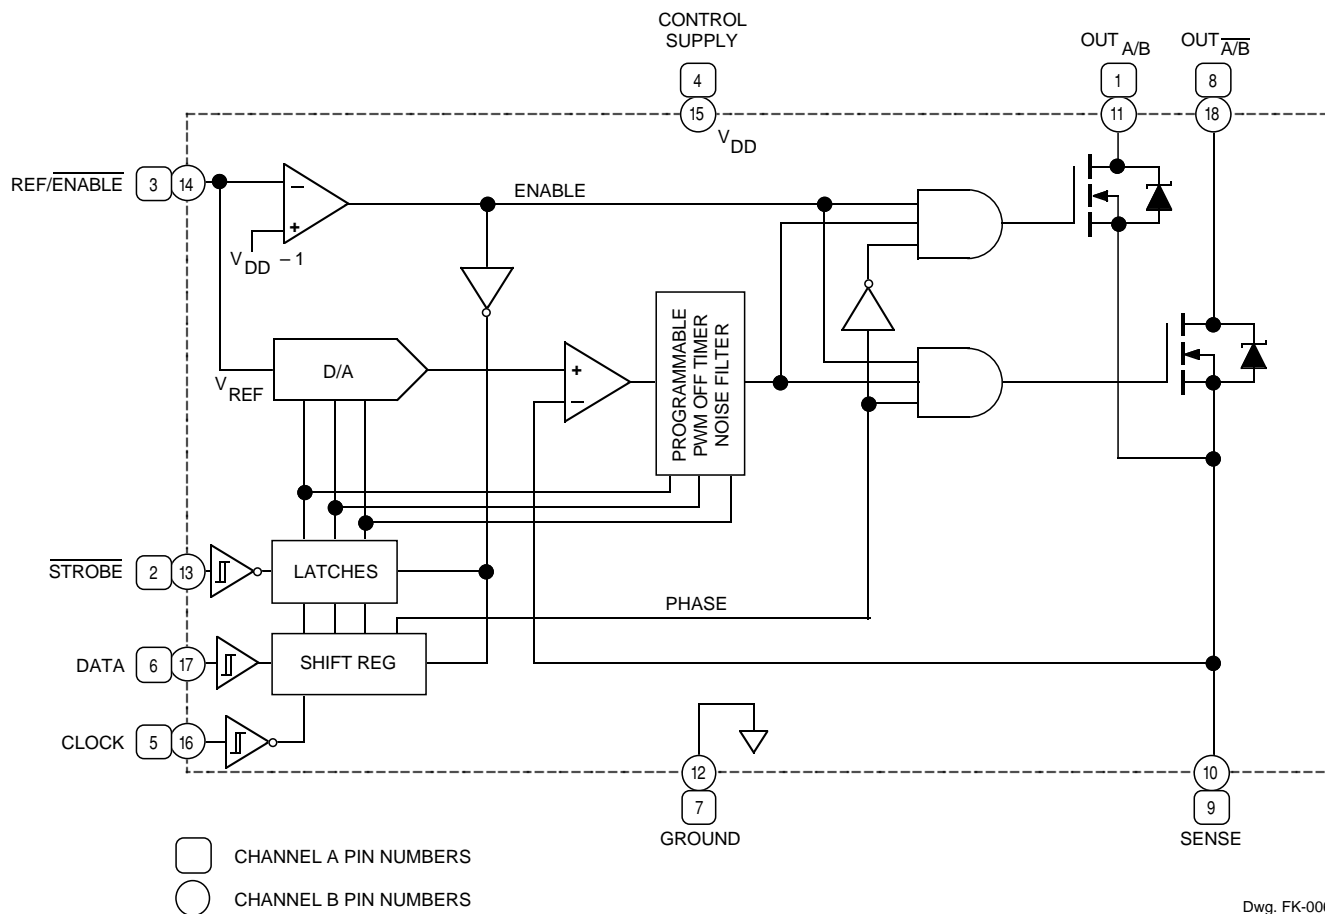 CONTROL
SUPPLY
4
15
V DD
OUT A/B
1
11
OUT A/B
8
18
REF/ENABLE
3
14
−
+
V DD – 1
ENABLE
V REF
D/A
+
−
PROGRAMMABLE
PWM OFF TIMER
NOISE FILTER
STROBE
2
13
LATCHES
PHASE
DATA
6
17
SHIFT REG
CLOCK
5
16
12
7
GROUND
10
9
SENSE
CHANNEL A PIN NUMBERS
CHANNEL B PIN NUMBERS